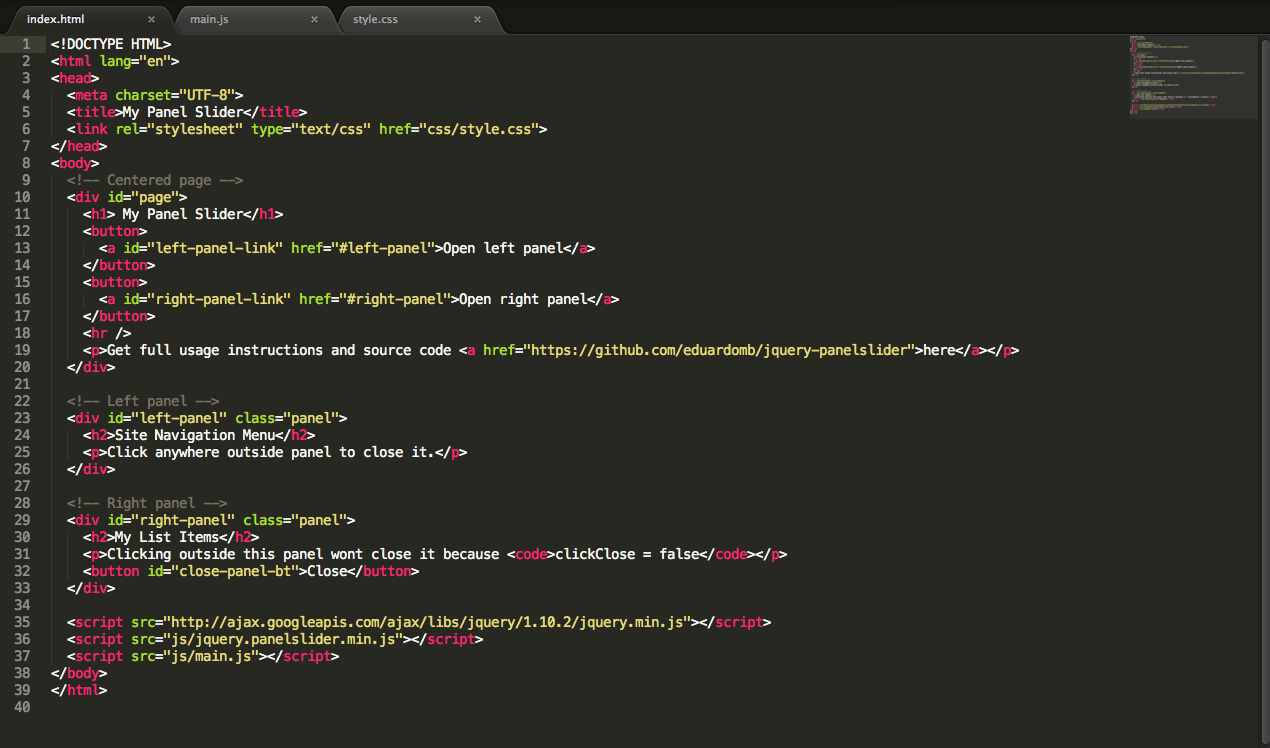 index.html × main.js × style.css ×
1 <!DOCTYPE HTML>
2 <html lang="en">
3 <head>
4   <meta charset="UTF-8">
5   <title>My Panel Slider</title>
6   <link rel="stylesheet" type="text/css" href="css/style.css">
7 </head>
8 <body>
9   <!-- Centered page -->
10   <div id="page">
11     <h1> My Panel Slider</h1>
12     <button>
13       <a id="left-panel-link" href="#left-panel">Open left panel</a>
14     </button>
15     <button>
16       <a id="right-panel-link" href="#right-panel">Open right panel</a>
17     </button>
18     <hr />
19     <p>Get full usage instructions and source code <a href="https://github.com/eduardomb/jquery-panelslider">here</a></p>
20   </div>
21
22   <!-- Left panel -->
23   <div id="left-panel" class="panel">
24     <h2>Site Navigation Menu</h2>
25     <p>Click anywhere outside panel to close it.</p>
26   </div>
27
28   <!-- Right panel -->
29   <div id="right-panel" class="panel">
30     <h2>My List Items</h2>
31     <p>Clicking outside this panel wont close it because <code>clickClose = false</code></p>
32     <button id="close-panel-bt">Close</button>
33   </div>
34
35   <script src="http://ajax.googleapis.com/ajax/libs/jquery/1.10.2/jquery.min.js"></script>
36   <script src="js/jquery.panelslider.min.js"></script>
37   <script src="js/main.js"></script>
38 </body>
39 </html>
40